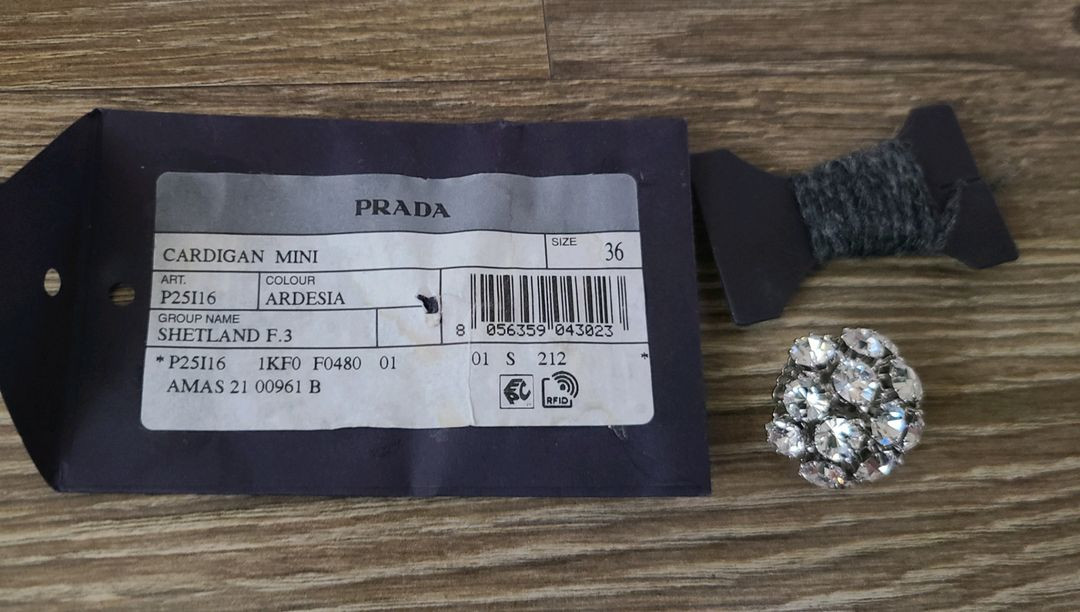 PRADA
CARDIGAN MINI
SIZE 36
ART. COLOUR
P25I16 ARDESIA
GROUP NAME
SHETLAND F.3
8 056359 043023
* P25I16 1KF0 F0480 01 01 S 212 *
AMAS 21 00961 B
RFID